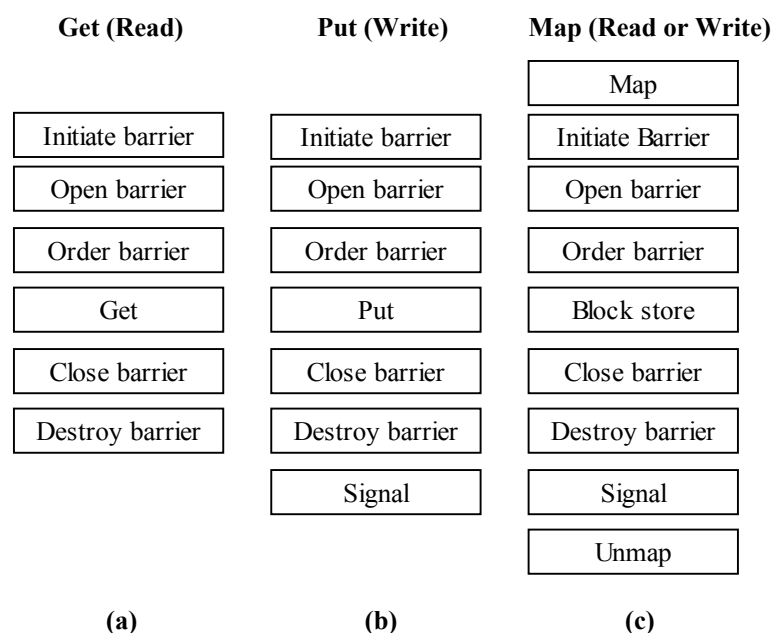 Get (Read)
Put (Write)
Map (Read or Write)
Map
Initiate barrier
Initiate barrier
Initiate Barrier
Open barrier
Open barrier
Open barrier
Order barrier
Order barrier
Order barrier
Get
Put
Block store
Close barrier
Close barrier
Close barrier
Destroy barrier
Destroy barrier
Destroy barrier
Signal
Signal
Unmap
(a)
(b)
(c)